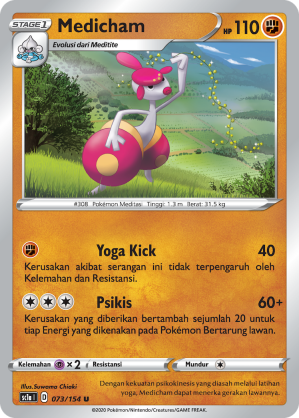 STAGE 1 Medicham HP 110
Evolusi dari Meditite
#308 Pokémon Meditasi Tinggi: 1.3 m Berat: 31.5 kg
Yoga Kick 40
Kerusakan akibat serangan ini tidak terpengaruh oleh
Kelemahan dan Resistansi.
Psikis 60+
Kerusakan yang diberikan bertambah sejumlah 20 untuk
tiap Energi yang dikenakan pada Pokémon Bertarung lawan.
Kelemahan ×2 Resistansi Mundur
Illus. Suwama Chiaki
sc1a I D 073/154 U
Dengan kekuatan psikokinesis yang diasah melalui latihan
yoga, Medicham dapat menerka gerakan lawannya.
©2020 Pokémon/Nintendo/Creatures/GAME FREAK.